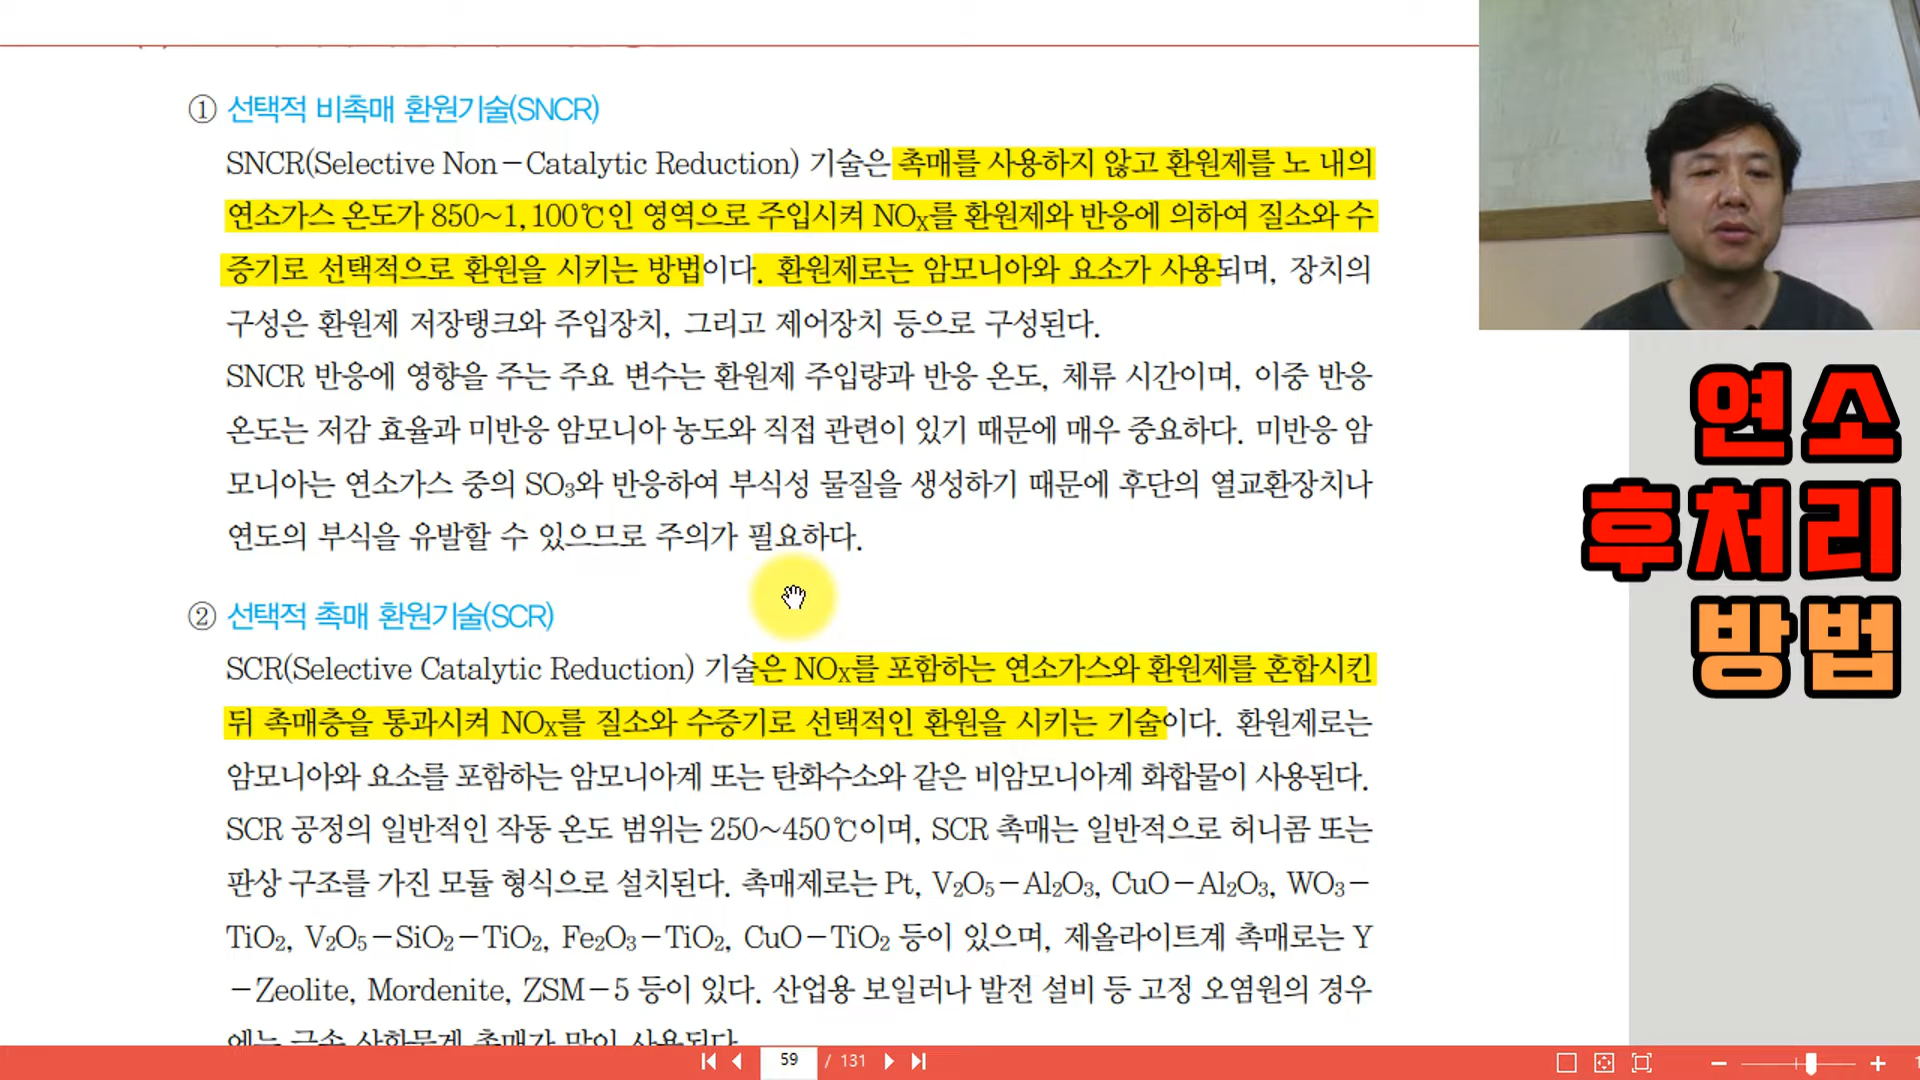 ① 선택적 비촉매 환원기술(SNCR)
SNCR(Selective Non-Catalytic Reduction) 기술은 촉매를 사용하지 않고 환원제를 노 내의
연소가스 온도가 850~1,100℃인 영역으로 주입시켜 NOX를 환원제와 반응에 의하여 질소와 수
증기로 선택적으로 환원을 시키는 방법이다. 환원제로는 암모니아와 요소가 사용되며, 장치의
구성은 환원제 저장탱크와 주입장치, 그리고 제어장치 등으로 구성된다.
SNCR 반응에 영향을 주는 주요 변수는 환원제 주입량과 반응 온도, 체류 시간이며, 이중 반응
온도는 저감 효율과 미반응 암모니아 농도와 직접 관련이 있기 때문에 매우 중요하다. 미반응 암
모니아는 연소가스 중의 SO3와 반응하여 부식성 물질을 생성하기 때문에 후단의 열교환장치나
연도의 부식을 유발할 수 있으므로 주의가 필요하다.
② 선택적 촉매 환원기술(SCR)
SCR(Selective Catalytic Reduction) 기술은 NOX를 포함하는 연소가스와 환원제를 혼합시킨
뒤 촉매층을 통과시켜 NOX를 질소와 수증기로 선택적인 환원을 시키는 기술이다. 환원제로는
암모니아와 요소를 포함하는 암모니아계 또는 탄화수소와 같은 비암모니아계 화합물이 사용된다.
SCR 공정의 일반적인 작동 온도 범위는 250~450℃이며, SCR 촉매는 일반적으로 허니콤 또는
판상 구조를 가진 모듈 형식으로 설치된다. 촉매제로는 Pt, V2O5-Al2O3, CuO-Al2O3, WO3-
TiO2, V2O5-SiO2-TiO2, Fe2O3-TiO2, CuO-TiO2 등이 있으며, 제올라이트계 촉매로는 Y
-Zeolite, Mordenite, ZSM-5 등이 있다. 산업용 보일러나 발전 설비 등 고정 오염원의 경우
에는 금속 산화물계 촉매가 많이 사용된다.
연소
후처리
방법
59 / 131